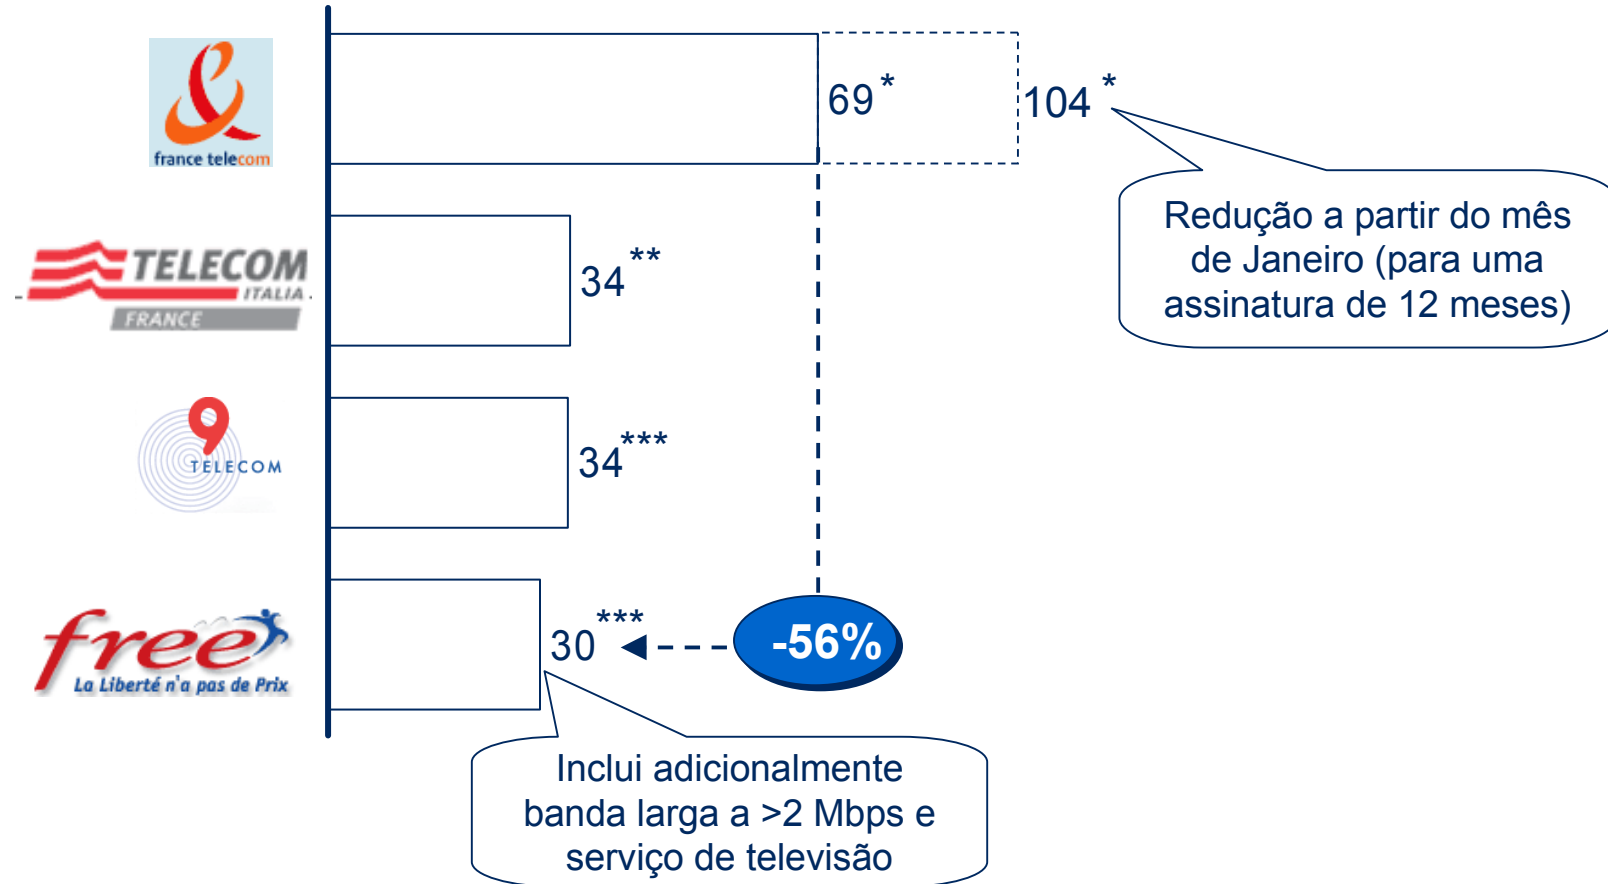 france telecom
69*
104*
Redução a partir do mês
de Janeiro (para uma
assinatura de 12 meses)
TELECOM
ITALIA
FRANCE
34**
9
TELECOM
34***
free
La Liberté n'a pas de Prix
30***
-56%
Inclui adicionalmente
banda larga a >2 Mbps e
serviço de televisão